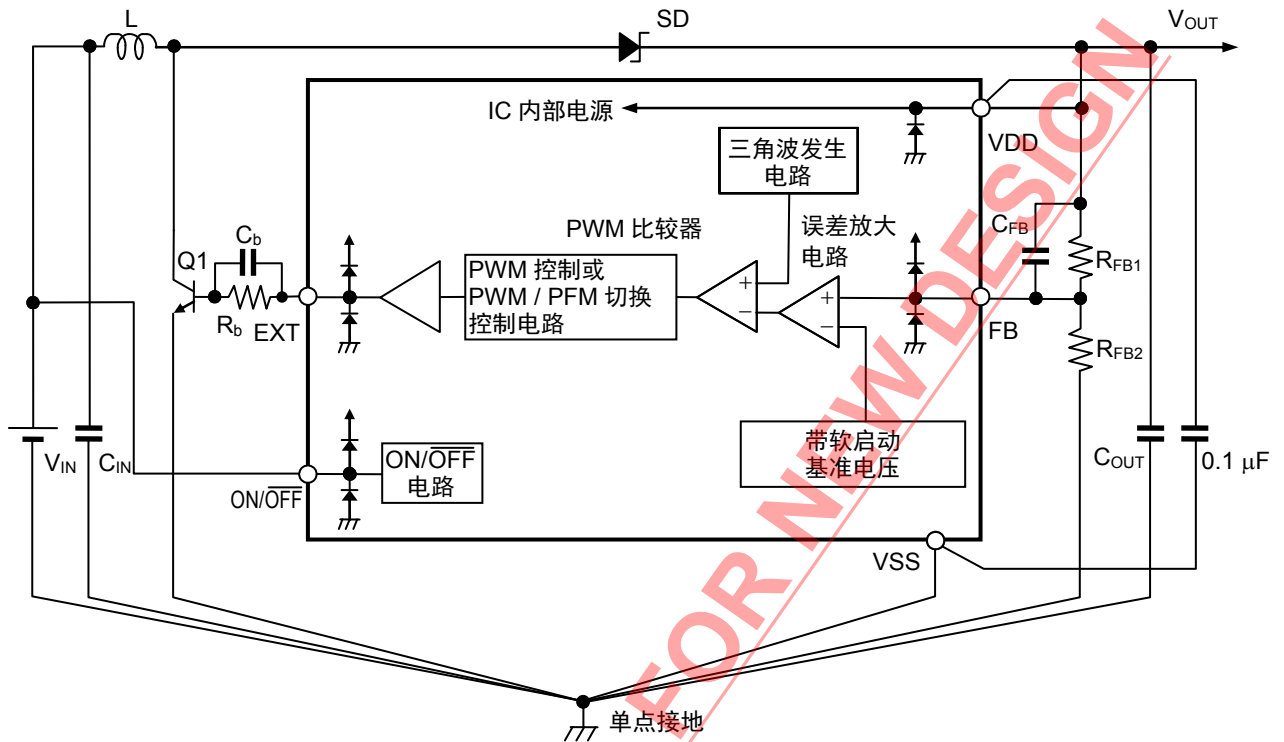 L
SD
VOUT
IC 内部电源
VDD
三角波发生
电路
CFB
Cb
PWM 比较器
误差放大
电路
Q1
PWM 控制或
PWM / PFM 切换
控制电路
+
−
+
−
RFB1
Rb
EXT
FB
RFB2
VIN
CIN
ON/OFF
电路
ON/OFF
带软启动
基准电压
COUT
0.1 μF
VSS
单点接地
FOR NEW DESIGN